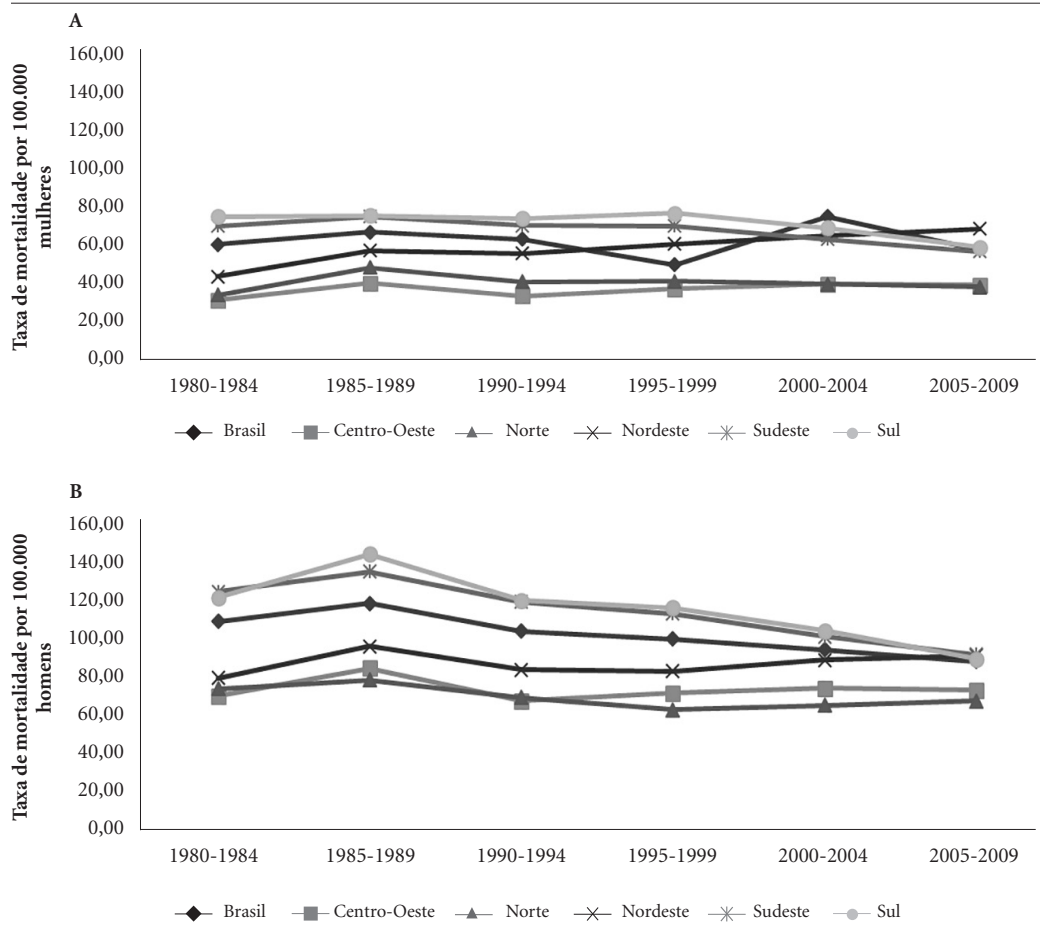 A
Taxa de mortalidade por 100.000
mulheres
160,00
140,00
120,00
100,00
80,00
60,00
40,00
20,00
0,00
1980-1984 1985-1989 1990-1994 1995-1999 2000-2004 2005-2009
Brasil Centro-Oeste Norte Nordeste Sudeste Sul
B
Taxa de mortalidade por 100.000
homens
160,00
140,00
120,00
100,00
80,00
60,00
40,00
20,00
0,00
1980-1984 1985-1989 1990-1994 1995-1999 2000-2004 2005-2009
Brasil Centro-Oeste Norte Nordeste Sudeste Sul